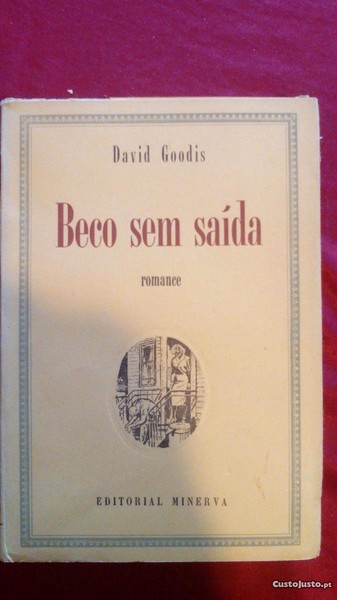 David Goodis
Beco sem saída
romance
EDITORIAL MINERVA
CustoJusto.pt